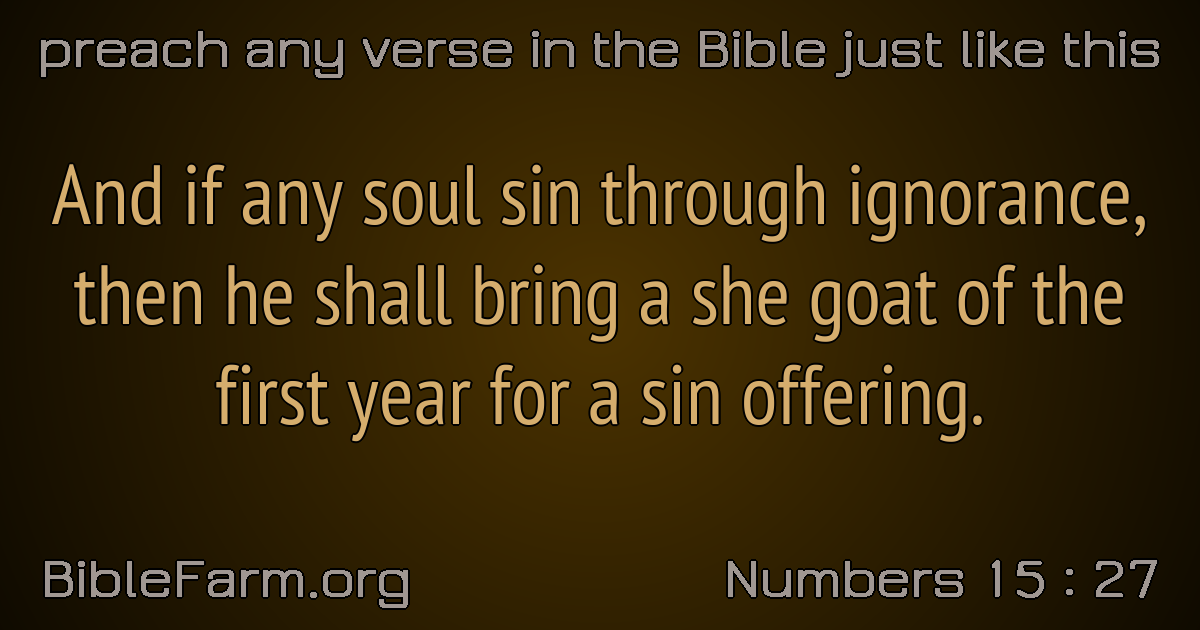 preach any verse in the Bible just like this
And if any soul sin through ignorance,
then he shall bring a she goat of the
first year for a sin offering.
BibleFarm.org
Numbers 15 : 27